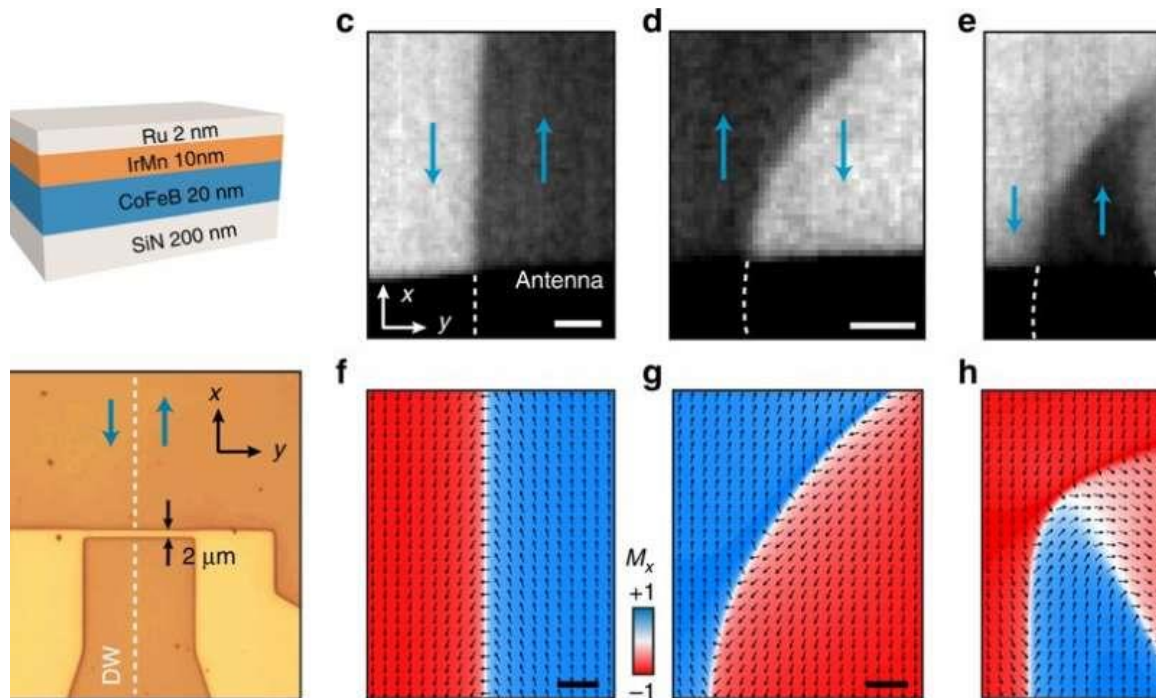 c
d
e
Ru 2 nm
IrMn 10nm
CoFeB 20 nm
SiN 200 nm
Antenna
x
y
f
g
h
x
y
2 μm
DW
Mx
+1
−1